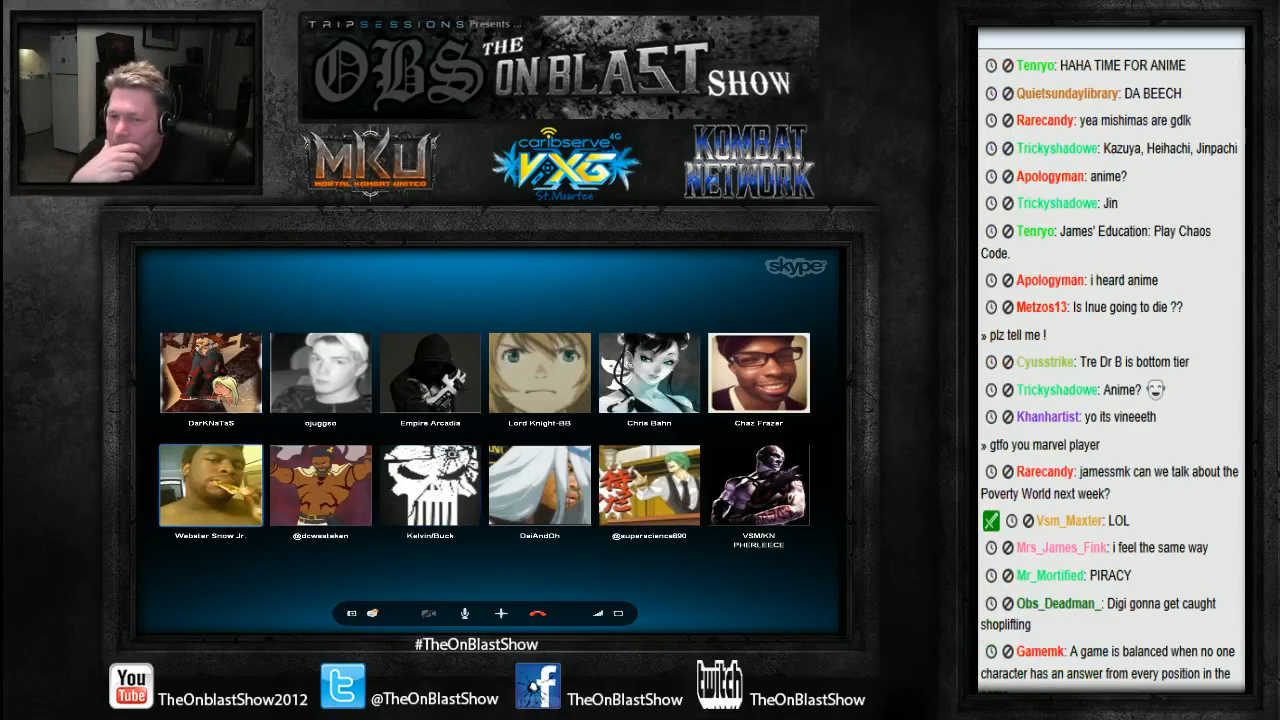 TRIPSESSIONS Presents ...
OBS THE ON BLAST SHOW
MKU
MORTAL KOMBAT UNITED
caribserve 4G
VXG
St.Maarten
KOMBAT
NETWORK
skype
DarKNaTaS
ojuggso
Empire Arcadia
Lord Knight-BB
Chris Bahn
Chaz Frazer
Webster Snow Jr.
@dcwestaken
Kelvin/Buck
DaiAndOh
@superscience690
VSM/KN
PHERLEECE
#TheOnBlastShow
You
Tube
TheOnblastShow2012
@TheOnBlastShow
TheOnBlastShow
twitch
TheOnBlastShow
Tenryo: HAHA TIME FOR ANIME
Quietsundaylibrary: DA BEECH
Rarecandy: yea mishimas are gdlk
Trickyshadowe: Kazuya, Heihachi, Jinpachi
Apologyman: anime?
Trickyshadowe: Jin
Tenryo: James' Education: Play Chaos
Code.
Apologyman: i heard anime
Metzos13: Is Inue going to die ??
» plz tell me !
Cyusstrike: Tre Dr B is bottom tier
Trickyshadowe: Anime?
Khanhartist: yo its vineeeth
» gtfo you marvel player
Rarecandy: jamessmk can we talk about the
Poverty World next week?
Vsm_Maxter: LOL
Mrs_James_Fink: i feel the same way
Mr_Mortified: PIRACY
Obs_Deadman_: Digi gonna get caught
shoplifting
Gamemk: A game is balanced when no one
character has an answer from every position in the